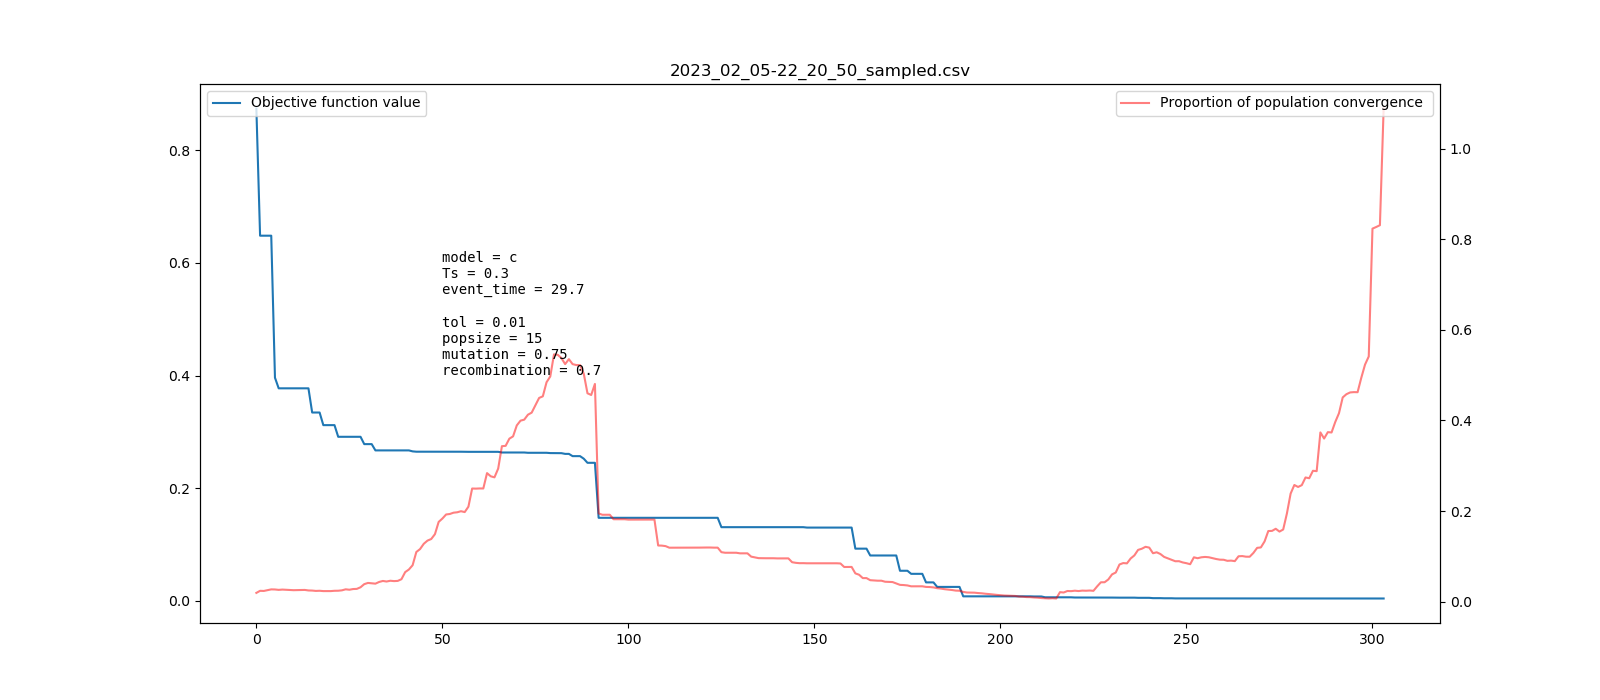 2023_02_05-22_20_50_sampled.csv
Objective function value
Proportion of population convergence
0.8
0.6
0.4
0.2
0.0
model = c
Ts = 0.3
event_time = 29.7
tol = 0.01
popsize = 15
mutation = 0.75
recombination = 0.7
1.0
0.8
0.6
0.4
0.2
0.0
0 50 100 150 200 250 300